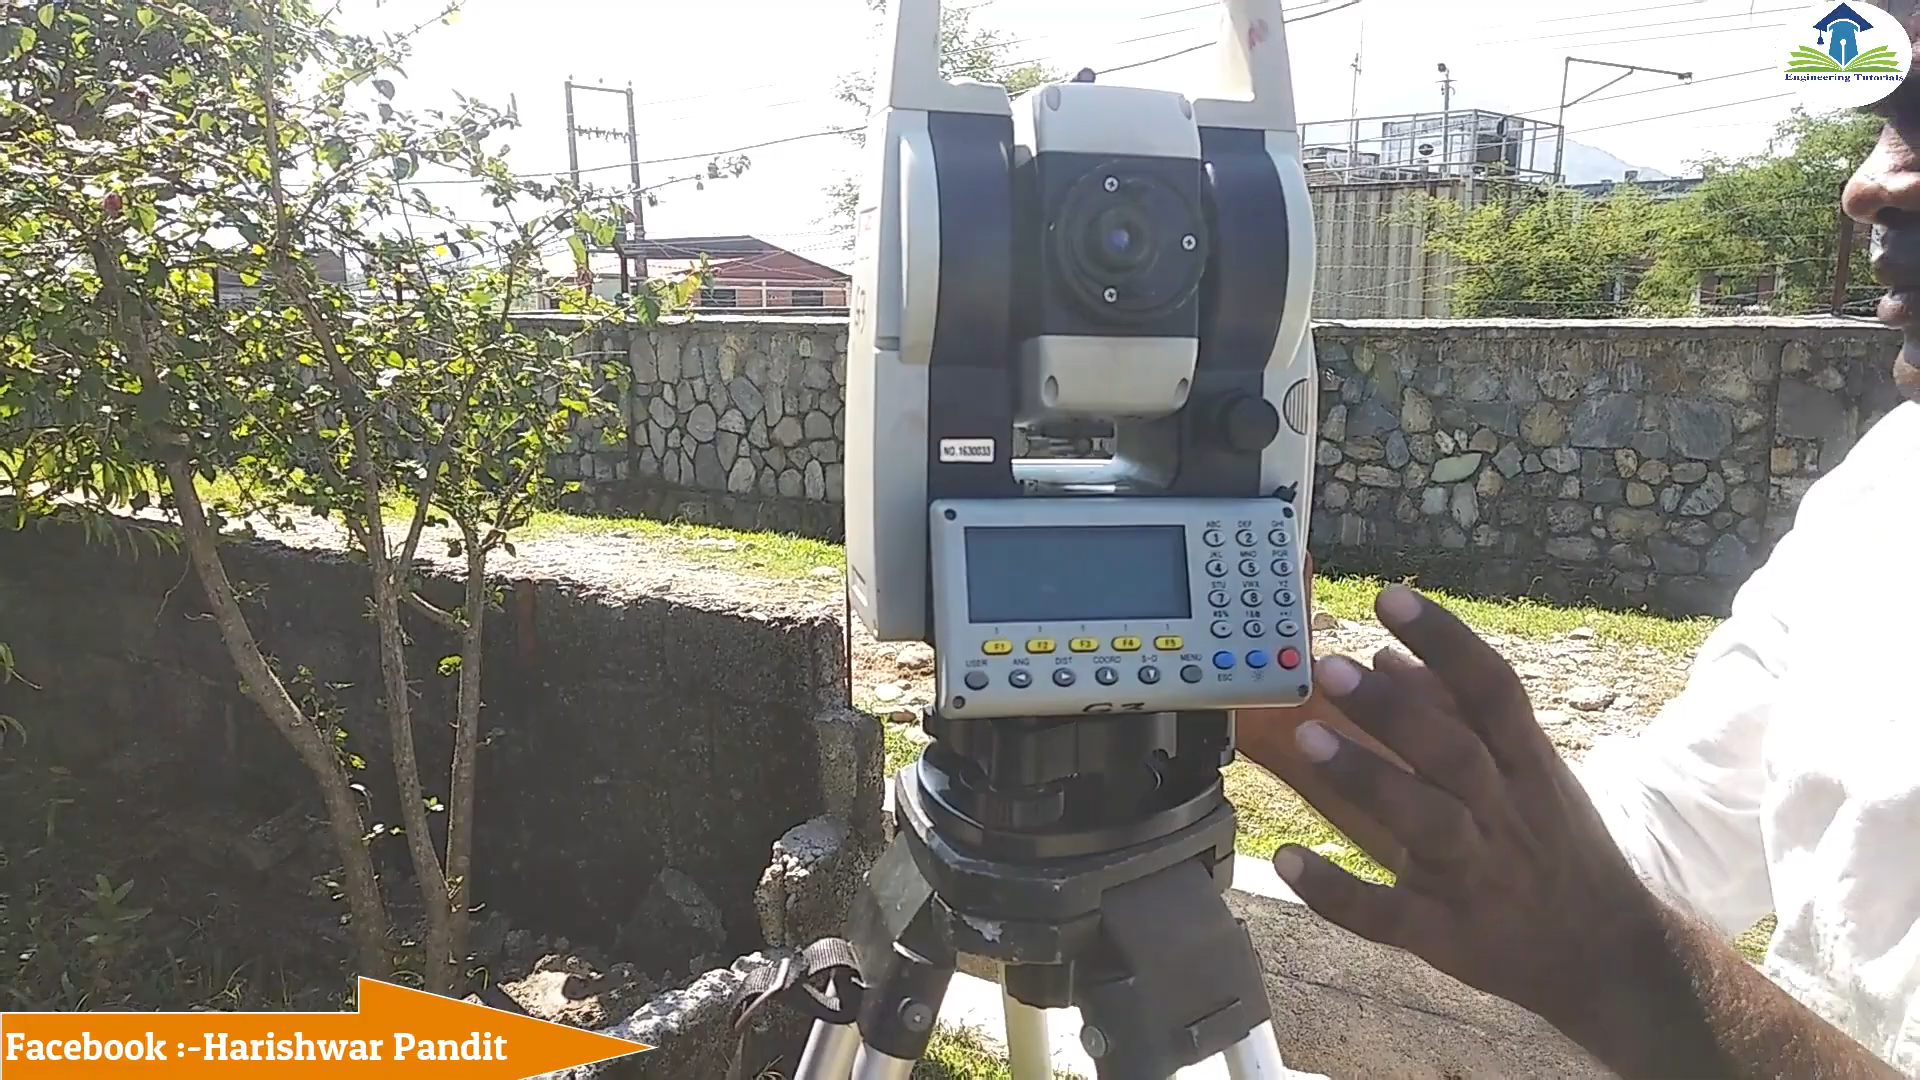 Engineering Tutorials
NO.1630033
ABC DEF GHI
1 2 3
JKL MNO PQR
4 5 6
STU VWX YZ
7 8 9
0
F1 F2 F3 F4 F5
USER ANG DIST COORD S-O MENU
ESC
G3
Facebook :-Harishwar Pandit